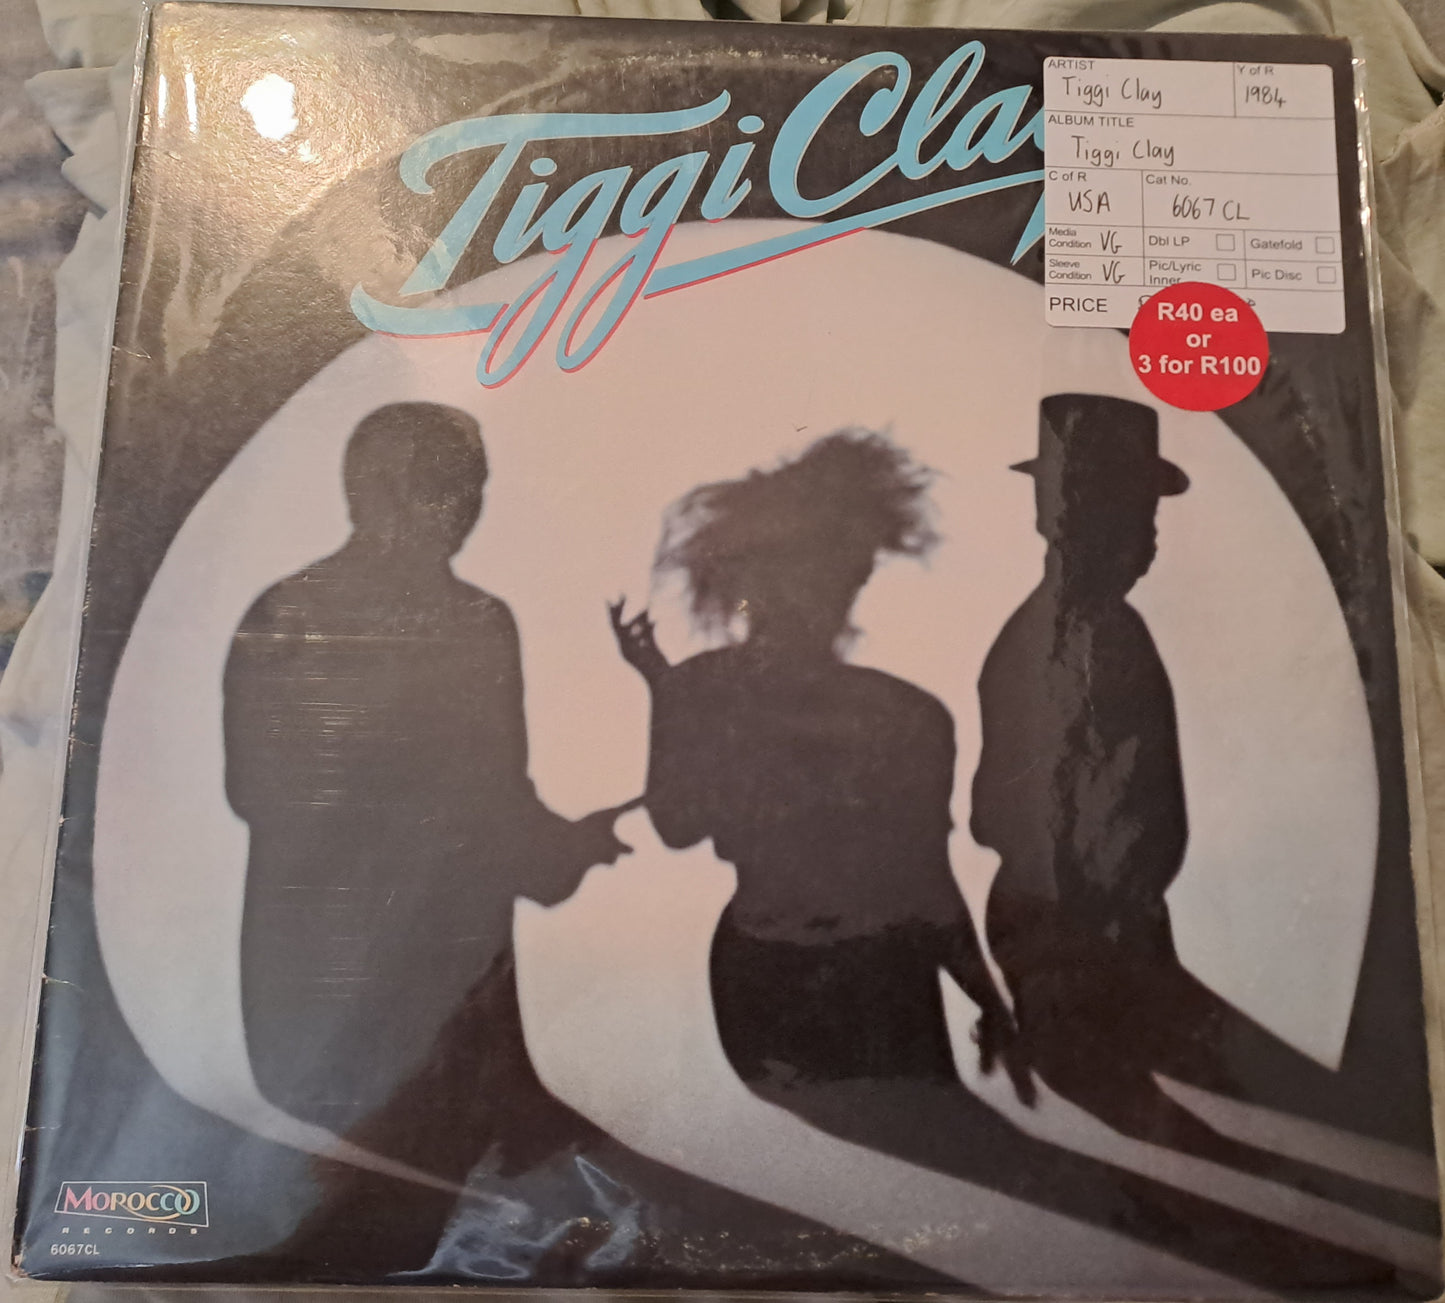 Tiggi Clay
ARTIST
Y of R
Tiggi Clay
1984
ALBUM TITLE
Tiggi Clay
C of R
Cat No.
USA
6067 CL
Media Condition VG
Dbl LP
Gatefold
Sleeve Condition VG
Pic/Lyric Inner
Pic Disc
PRICE
R40 ea
or
3 for R100
MOROCCO
RECORDS
6067CL